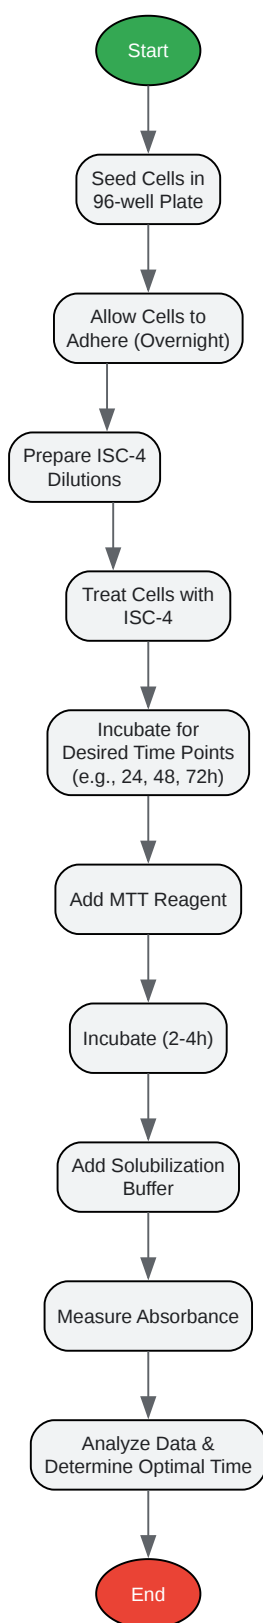 Start
Seed Cells in
96-well Plate
Allow Cells to
Adhere (Overnight)
Prepare ISC-4
Dilutions
Treat Cells with
ISC-4
Incubate for
Desired Time Points
(e.g., 24, 48, 72h)
Add MTT Reagent
Incubate (2-4h)
Add Solubilization
Buffer
Measure Absorbance
Analyze Data &
Determine Optimal Time
End